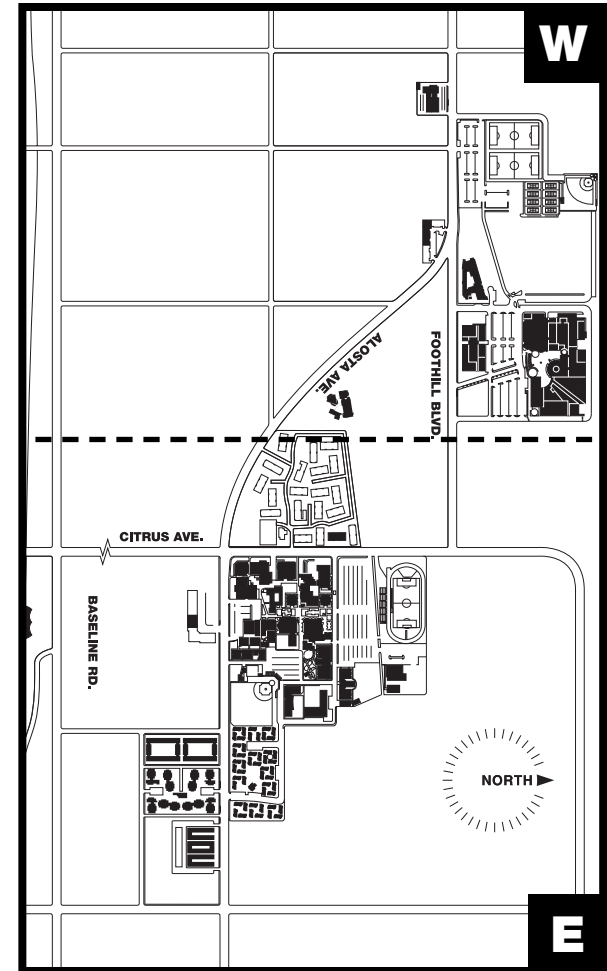 W
ALOSTA AVE.
FOOTHILL BLVD.
CITRUS AVE.
BASELINE RD.
NORTH
E